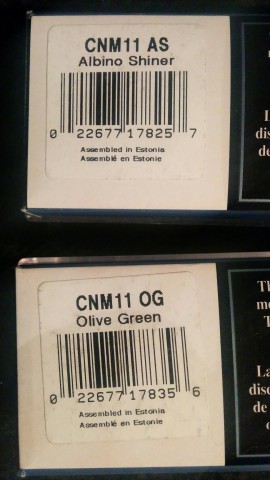 CNM11 AS
Albino Shiner
0 22677 17825 7
Assembled in Estonia
Assemblé en Estonie
CNM11 OG
Olive Green
0 22677 17835 6
Assembled in Estonia
Assemblé en Estonie